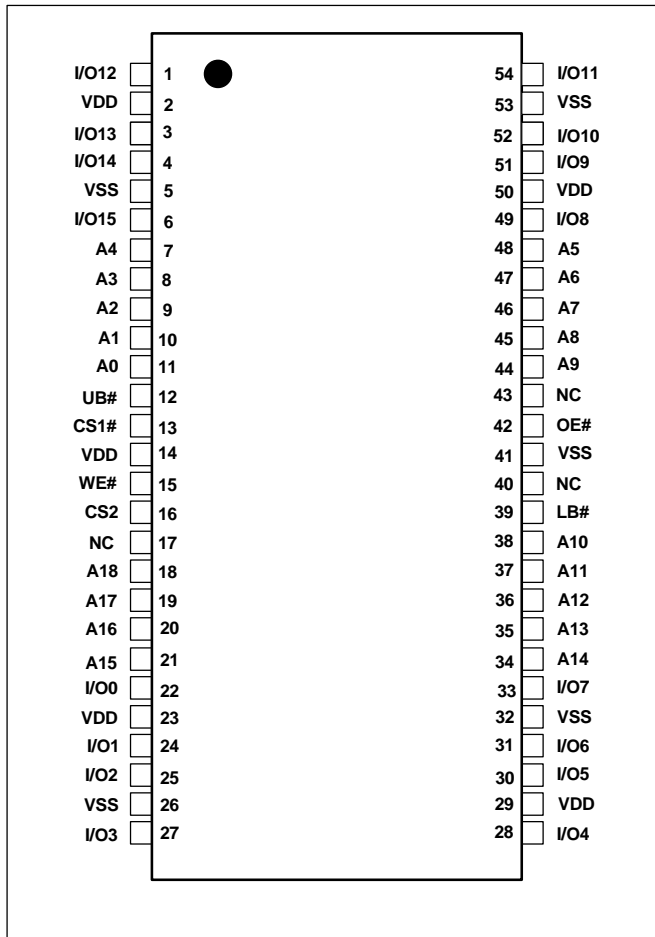 I/O12 1 54 I/O11
VDD 2 53 VSS
I/O13 3 52 I/O10
I/O14 4 51 I/O9
VSS 5 50 VDD
I/O15 6 49 I/O8
A4 7 48 A5
A3 8 47 A6
A2 9 46 A7
A1 10 45 A8
A0 11 44 A9
UB# 12 43 NC
CS1# 13 42 OE#
VDD 14 41 VSS
WE# 15 40 NC
CS2 16 39 LB#
NC 17 38 A10
A18 18 37 A11
A17 19 36 A12
A16 20 35 A13
A15 21 34 A14
I/O0 22 33 I/O7
VDD 23 32 VSS
I/O1 24 31 I/O6
I/O2 25 30 I/O5
VSS 26 29 VDD
I/O3 27 28 I/O4